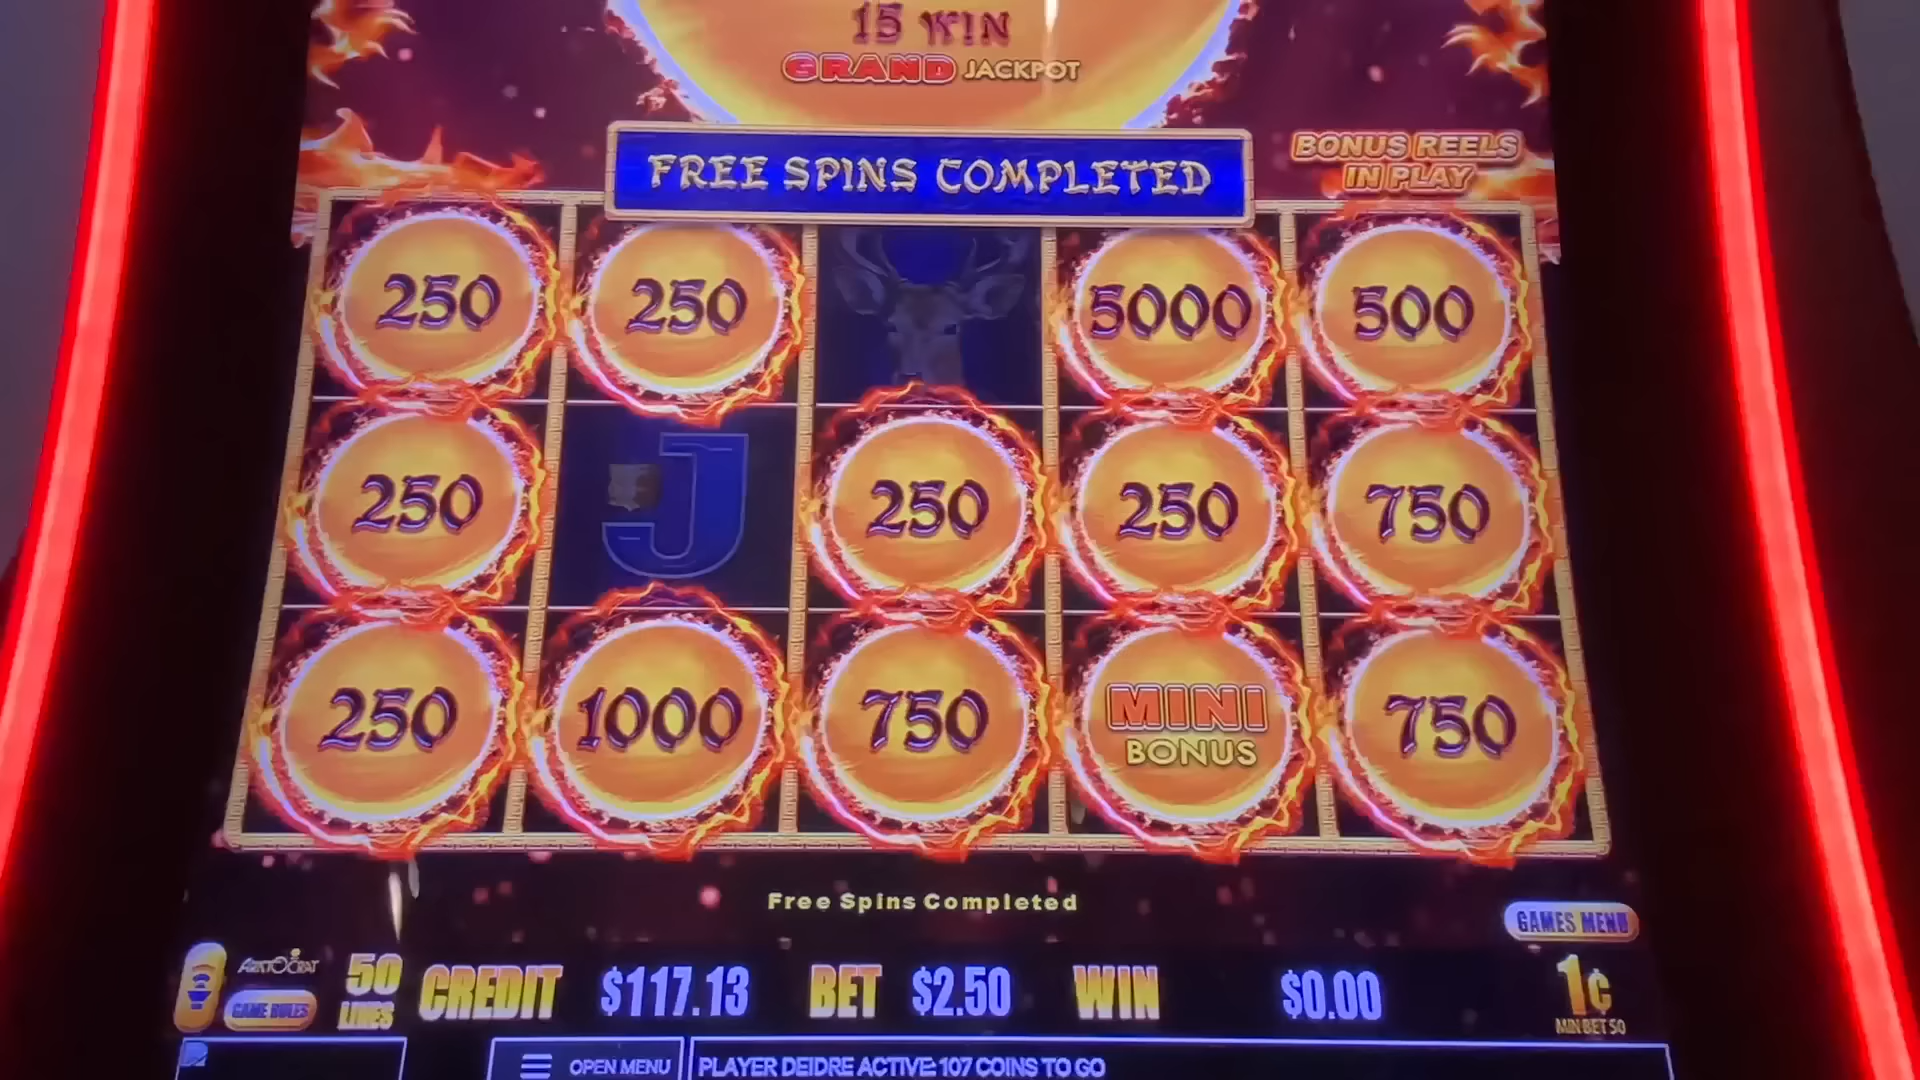 15 WIN
GRAND JACKPOT
FREE SPINS COMPLETED
BONUS REELS
IN PLAY
250 250 5000 500
250 J 250 250 750
250 1000 750 MINI BONUS 750
Free Spins Completed
GAMES MENU
ARISTOCRAT
GAME RULES
50 LINES
CREDIT $117.13 BET $2.50 WIN $0.00
1¢
MIN BET 50
OPEN MENU
PLAYER DEIDRE ACTIVE: 107 COINS TO GO